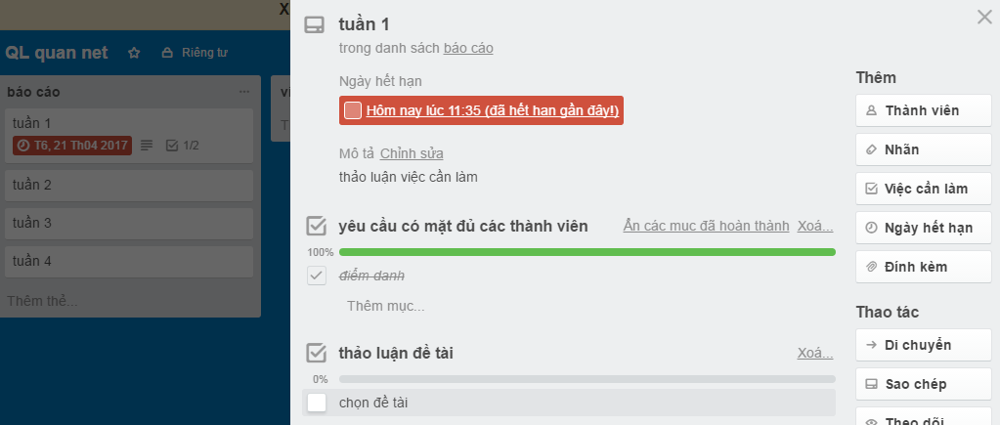 X
QL quan net
Riêng tư
báo cáo
tuần 1
T6, 21 Th04 2017
1/2
tuần 2
tuần 3
tuần 4
Thêm thẻ...
tuần 1
trong danh sách báo cáo
Ngày hết hạn
Hôm nay lúc 11:35 (đã hết hạn gần đây!)
Mô tả Chỉnh sửa
thảo luận việc cần làm
yêu cầu có mặt đủ các thành viên
Ẩn các mục đã hoàn thành
Xoá...
100%
điểm danh
Thêm mục...
thảo luận đề tài
Xoá...
0%
chọn đề tài
Thêm
Thành viên
Nhãn
Việc cần làm
Ngày hết hạn
Đính kèm
Thao tác
Di chuyển
Sao chép
Theo dõi